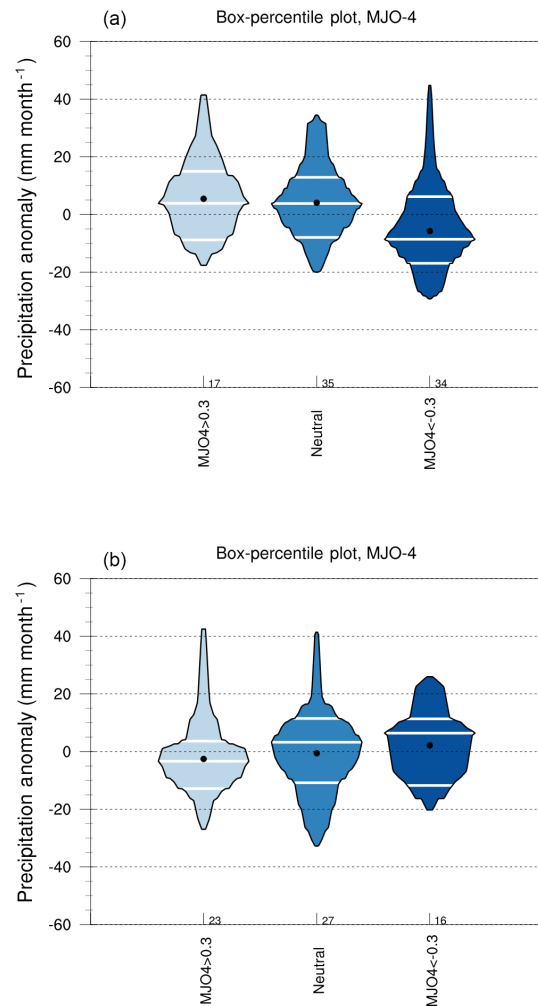 (a) Box-percentile plot, MJO-4
Precipitation anomaly (mm month⁻¹)
60
40
20
0
-20
-40
-60
17 35 34
MJO4>0.3 Neutral MJO4<-0.3
(b) Box-percentile plot, MJO-4
Precipitation anomaly (mm month⁻¹)
60
40
20
0
-20
-40
-60
23 27 16
MJO4>0.3 Neutral MJO4<-0.3